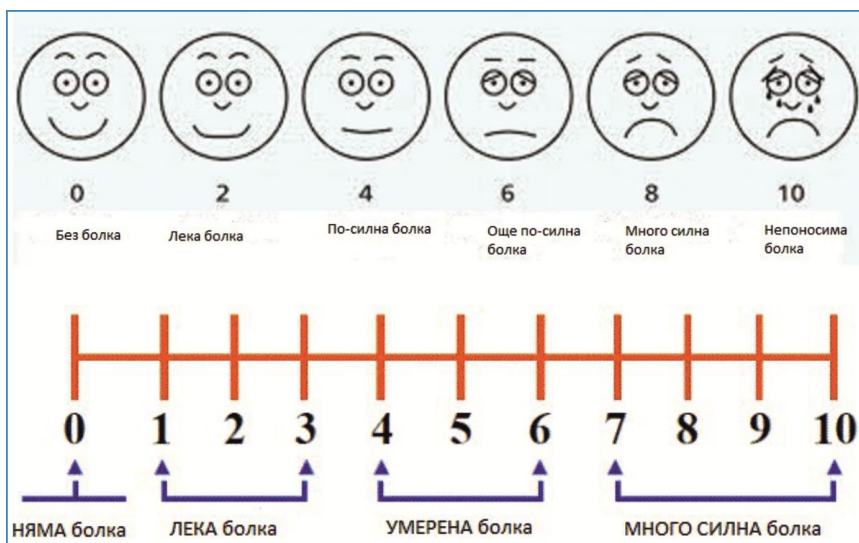 0 2 4 6 8 10
Без болка Лека болка По-силна болка Още по-силна болка Много силна болка Непоносима болка
0 1 2 3 4 5 6 7 8 9 10
НЯМА болка ЛЕКА болка УМЕРЕНА болка МНОГО СИЛНА болка